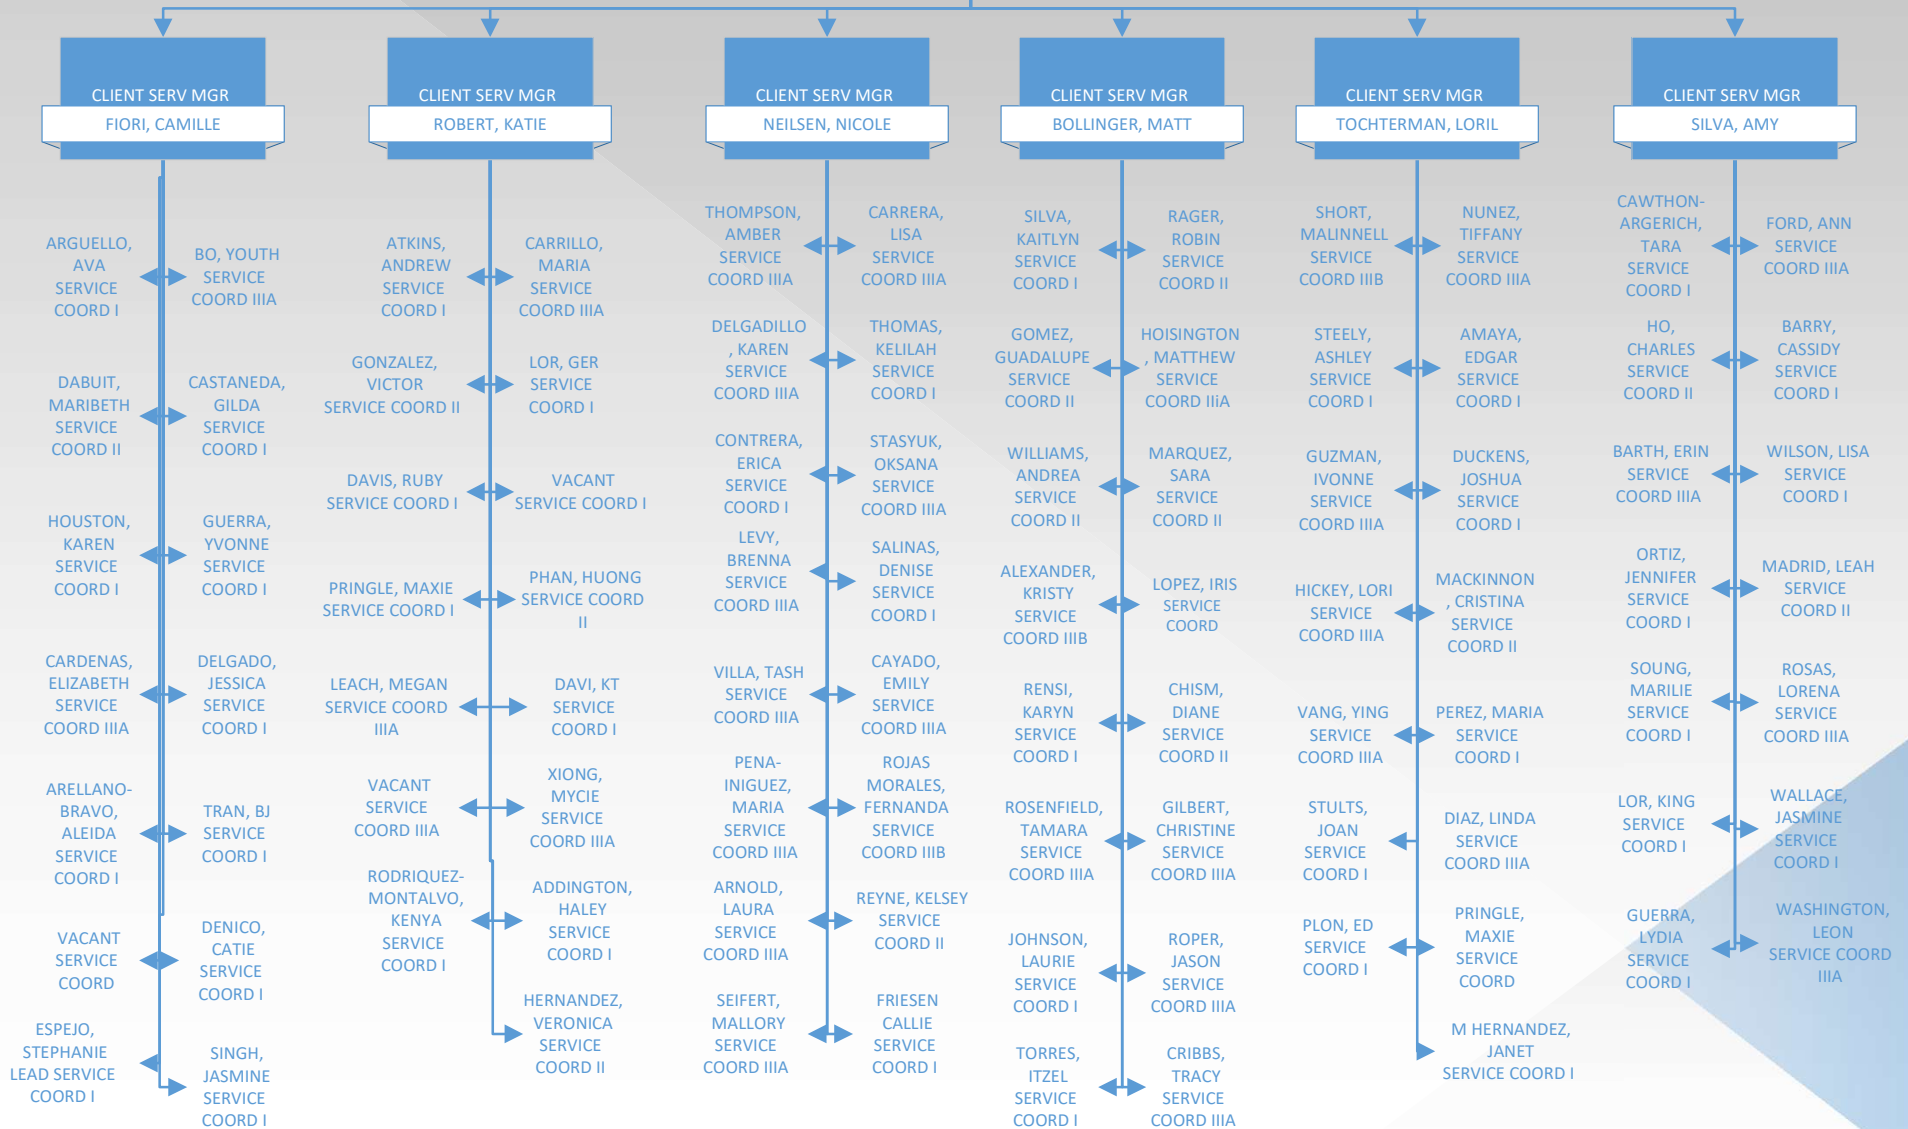 CLIENT SERV MGR
FIORI, CAMILLE
ARGUELLO,
AVA
SERVICE
COORD I
BO, YOUTH
SERVICE
COORD IIIA
DABUIT,
MARIBETH
SERVICE
COORD II
CASTANEDA,
GILDA
SERVICE
COORD I
HOUSTON,
KAREN
SERVICE
COORD I
GUERRA,
YVONNE
SERVICE
COORD I
CARDENAS,
ELIZABETH
SERVICE
COORD IIIA
DELGADO,
JESSICA
SERVICE
COORD I
ARELLANO-
BRAVO,
ALEIDA
SERVICE
COORD I
TRAN, BJ
SERVICE
COORD I
VACANT
SERVICE
COORD
DENICO,
CATIE
SERVICE
COORD I
ESPEJO,
STEPHANIE
LEAD SERVICE
COORD I
SINGH,
JASMINE
SERVICE
COORD I
CLIENT SERV MGR
ROBERT, KATIE
ATKINS,
ANDREW
SERVICE
COORD I
CARRILLO,
MARIA
SERVICE
COORD IIIA
GONZALEZ,
VICTOR
SERVICE COORD II
LOR, GER
SERVICE
COORD I
DAVIS, RUBY
SERVICE COORD I
VACANT
SERVICE COORD I
PRINGLE, MAXIE
SERVICE COORD I
PHAN, HUONG
SERVICE COORD
II
LEACH, MEGAN
SERVICE COORD
IIIA
DAVI, KT
SERVICE
COORD I
VACANT
SERVICE
COORD IIIA
XIONG,
MYCIE
SERVICE
COORD IIIA
RODRIQUEZ-
MONTALVO,
KENYA
SERVICE
COORD I
ADDINGTON,
HALEY
SERVICE
COORD I
HERNANDEZ,
VERONICA
SERVICE
COORD II
CLIENT SERV MGR
NEILSEN, NICOLE
THOMPSON,
AMBER
SERVICE
COORD IIIA
CARRERA,
LISA
SERVICE
COORD IIIA
DELGADILLO
, KAREN
SERVICE
COORD IIIA
THOMAS,
KELILAH
SERVICE
COORD I
CONTRERA,
ERICA
SERVICE
COORD I
STASYUK,
OKSANA
SERVICE
COORD IIIA
LEVY,
BRENNA
SERVICE
COORD IIIA
SALINAS,
DENISE
SERVICE
COORD I
VILLA, TASH
SERVICE
COORD IIIA
CAYADO,
EMILY
SERVICE
COORD IIIA
PENA-
INIGUEZ,
MARIA
SERVICE
COORD IIIA
ROJAS
MORALES,
FERNANDA
SERVICE
COORD IIIB
ARNOLD,
LAURA
SERVICE
COORD IIIA
REYNE, KELSEY
SERVICE
COORD II
SEIFERT,
MALLORY
SERVICE
COORD IIIA
FRIESEN
CALLIE
SERVICE
COORD I
CLIENT SERV MGR
BOLLINGER, MATT
SILVA,
KAITLYN
SERVICE
COORD I
RAGER,
ROBIN
SERVICE
COORD II
GOMEZ,
GUADALUPE
SERVICE
COORD II
HOISINGTON
, MATTHEW
SERVICE
COORD IIiA
WILLIAMS,
ANDREA
SERVICE
COORD II
MARQUEZ,
SARA
SERVICE
COORD II
ALEXANDER,
KRISTY
SERVICE
COORD IIIB
LOPEZ, IRIS
SERVICE
COORD
RENSI,
KARYN
SERVICE
COORD I
CHISM,
DIANE
SERVICE
COORD II
ROSENFIELD,
TAMARA
SERVICE
COORD IIIA
GILBERT,
CHRISTINE
SERVICE
COORD IIIA
JOHNSON,
LAURIE
SERVICE
COORD I
ROPER,
JASON
SERVICE
COORD IIIA
TORRES,
ITZEL
SERVICE
COORD I
CRIBBS,
TRACY
SERVICE
COORD IIIA
CLIENT SERV MGR
TOCHTERMAN, LORIL
SHORT,
MALINNELL
SERVICE
COORD IIIB
NUNEZ,
TIFFANY
SERVICE
COORD IIIA
STEELY,
ASHLEY
SERVICE
COORD I
AMAYA,
EDGAR
SERVICE
COORD I
GUZMAN,
IVONNE
SERVICE
COORD IIIA
DUCKENS,
JOSHUA
SERVICE
COORD I
HICKEY, LORI
SERVICE
COORD IIIA
MACKINNON
, CRISTINA
SERVICE
COORD II
VANG, YING
SERVICE
COORD IIIA
PEREZ, MARIA
SERVICE
COORD I
STULTS,
JOAN
SERVICE
COORD I
DIAZ, LINDA
SERVICE
COORD IIIA
PLON, ED
SERVICE
COORD I
PRINGLE,
MAXIE
SERVICE
COORD
M HERNANDEZ,
JANET
SERVICE COORD I
CLIENT SERV MGR
SILVA, AMY
CAWTHON-
ARGERICH,
TARA
SERVICE
COORD I
FORD, ANN
SERVICE
COORD IIIA
HO,
CHARLES
SERVICE
COORD II
BARRY,
CASSIDY
SERVICE
COORD I
BARTH, ERIN
SERVICE
COORD IIIA
WILSON, LISA
SERVICE
COORD I
ORTIZ,
JENNIFER
SERVICE
COORD I
MADRID, LEAH
SERVICE
COORD II
SOUNG,
MARILIE
SERVICE
COORD I
ROSAS,
LORENA
SERVICE
COORD IIIA
LOR, KING
SERVICE
COORD I
WALLACE,
JASMINE
SERVICE
COORD I
GUERRA,
LYDIA
SERVICE
COORD I
WASHINGTON,
LEON
SERVICE COORD
IIIA